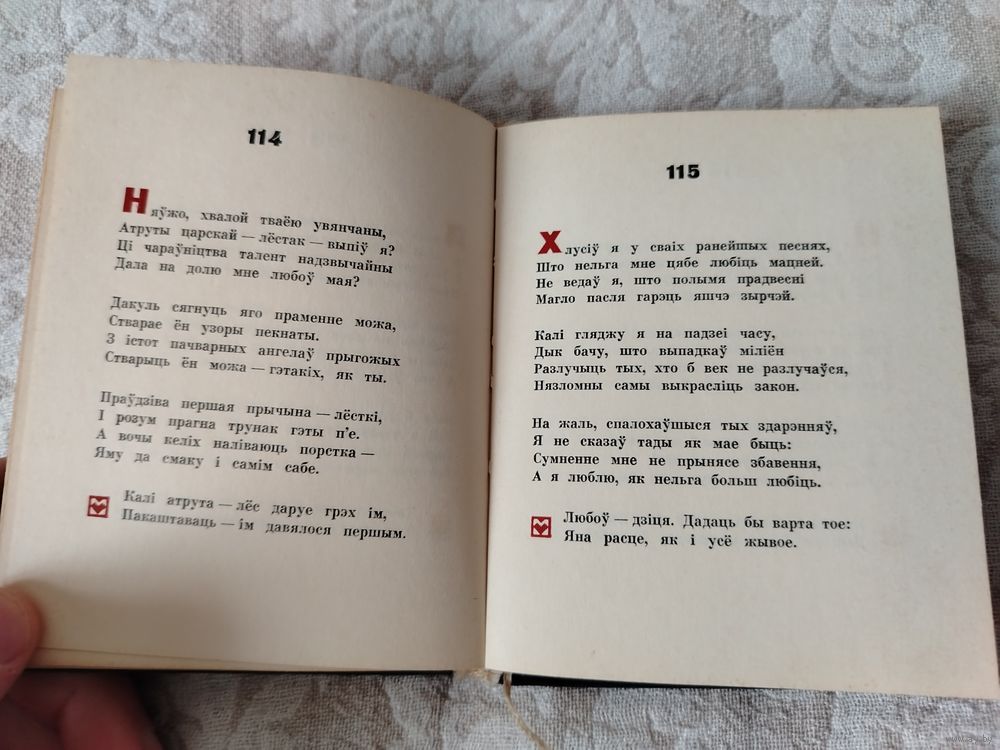 114
Няўжо, хвалой тваёю увянчаны,
Атруты царскай — лёстак — выпіў я?
Ці чараўніцтва талент надзвычайны
Дала на долю мне любоў мая?
Дакуль сягнуць яго праменне можа,
Стварае ён узоры пекнаты.
З істот пачварных ангелаў прыгожых
Стварыць ён можа — гэтакіх, як ты.
Праўдзіва першая прычына — лёсткі,
І розум прагна трунак гэты п'е.
А вочы келіх наліваюць порстка —
Яму да смаку і самім сабе.
Калі атрута — лёс даруе грэх ім,
Пакаштаваць — ім давялося першым.
115
Хлусіў я у сваіх ранейшых песнях,
Што нельга мне цябе любіць мацней.
Не ведаў я, што полымя прадвесні
Магло пасля гарэць яшчэ зырчэй.
Калі гляджу я на падзеі часу,
Дык бачу, што выпадкаў міліён
Разлучыць тых, хто б век не разлучаўся,
Нязломны самы выкрасліць закон.
На жаль, спалохаўшыся тых здарэнняў,
Я не сказаў тады як мае быць:
Сумненне мне не прынясе збавення,
А я люблю, як нельга больш любіць.
Любоў — дзіця. Дадаць бы варта тое:
Яна расце, як і усё жывое.